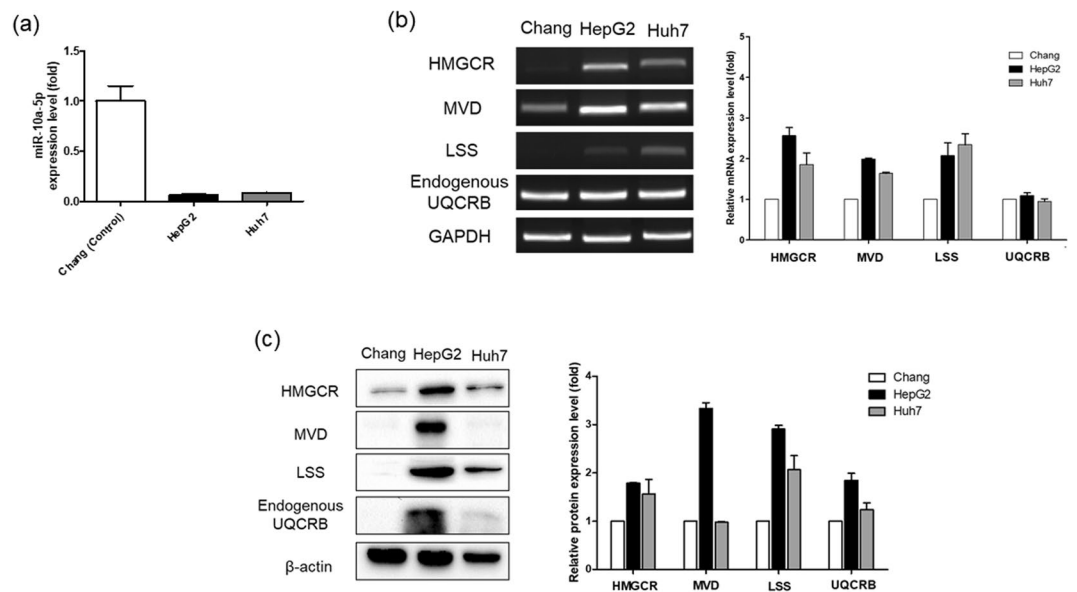 (a)
miR-10a-5p
expression level (fold)
1.5
1.0
0.5
0.0
Chang (Control)
HepG2
Huh7
(b)
Chang HepG2 Huh7
HMGCR
MVD
LSS
Endogenous
UQCRB
GAPDH
Relative mRNA expression level (fold)
5
4
3
2
1
0
Chang
HepG2
Huh7
HMGCR MVD LSS UQCRB
(c)
Chang HepG2 Huh7
HMGCR
MVD
LSS
Endogenous
UQCRB
β-actin
Relative protein expression level (fold)
4
3
2
1
0
Chang
HepG2
Huh7
HMGCR MVD LSS UQCRB